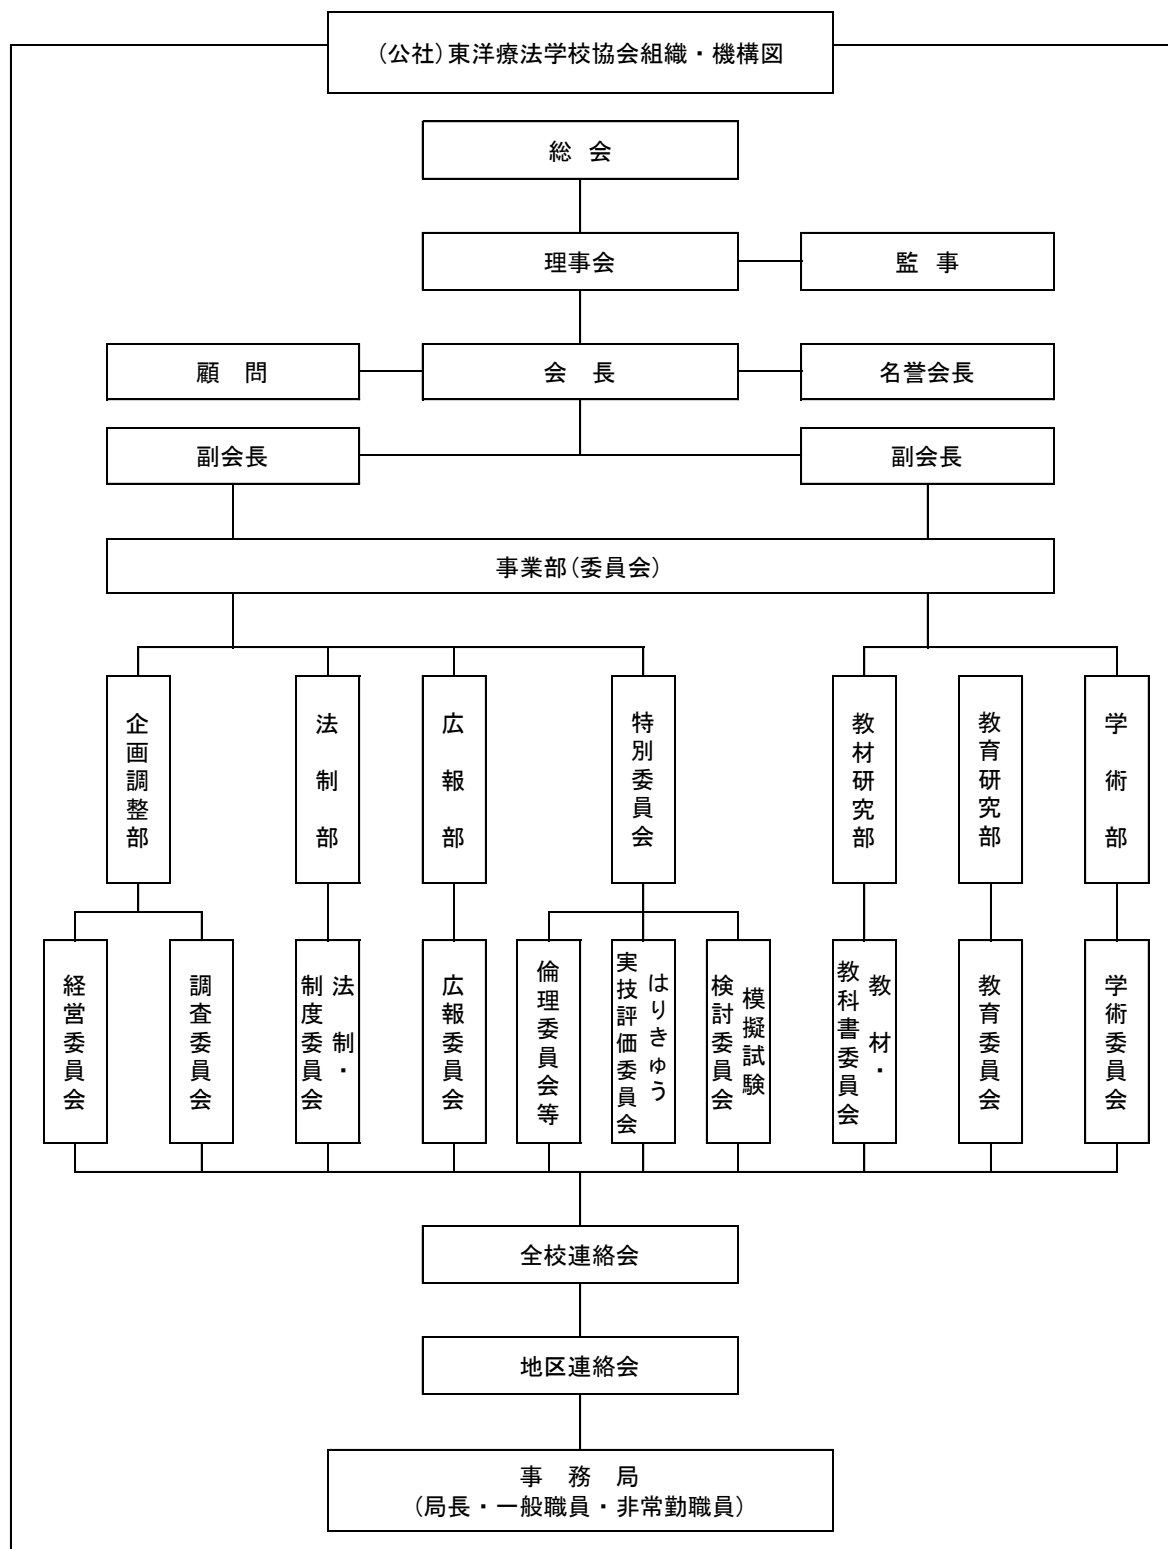 (公社)東洋療法学校協会組織・機構図
総 会
理事会
監 事
顧 問
会 長
名誉会長
副会長
副会長
事業部(委員会)
企画調整部
法制部
広報部
特別委員会
教材研究部
教育研究部
学術部
経営委員会
調査委員会
法制・
制度委員会
広報委員会
倫理委員会等
はりきゅう
実技評価委員会
模擬試験
検討委員会
教材・
教科書委員会
教育委員会
学術委員会
全校連絡会
地区連絡会
事 務 局
(局長・一般職員・非常勤職員)